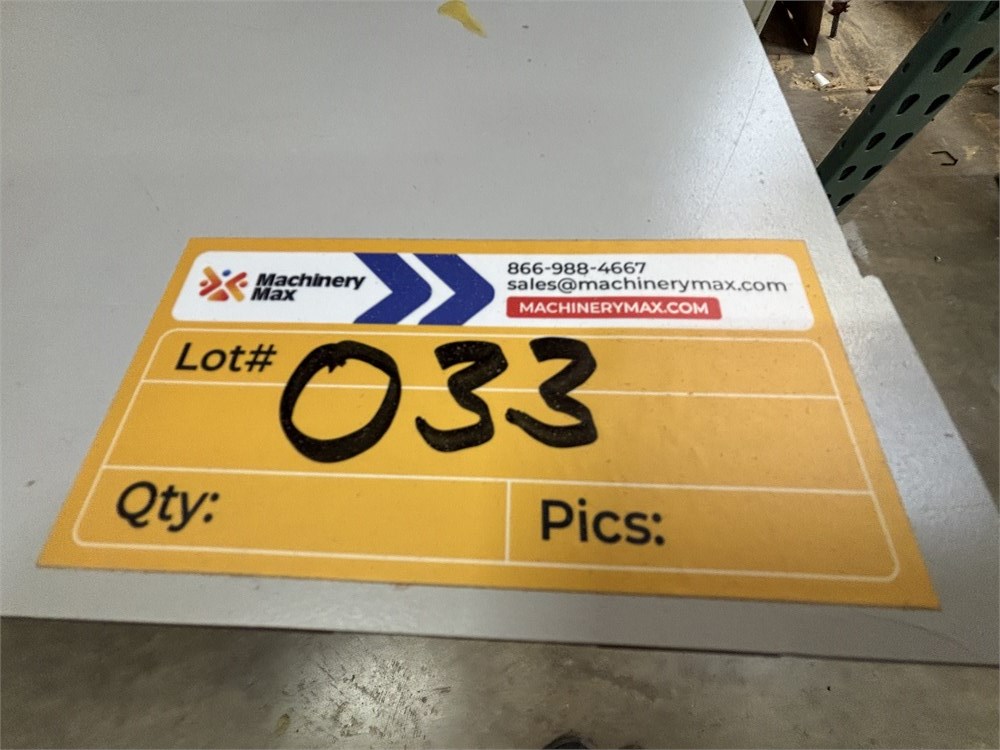 Machinery
Max
866-988-4667
sales@machinerymax.com
MACHINERYMAX.COM
Lot# 033
Qty:
Pics: